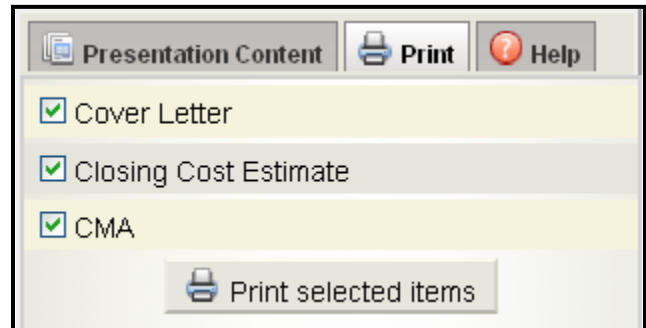 Presentation Content Print Help
Cover Letter
Closing Cost Estimate
CMA
Print selected items